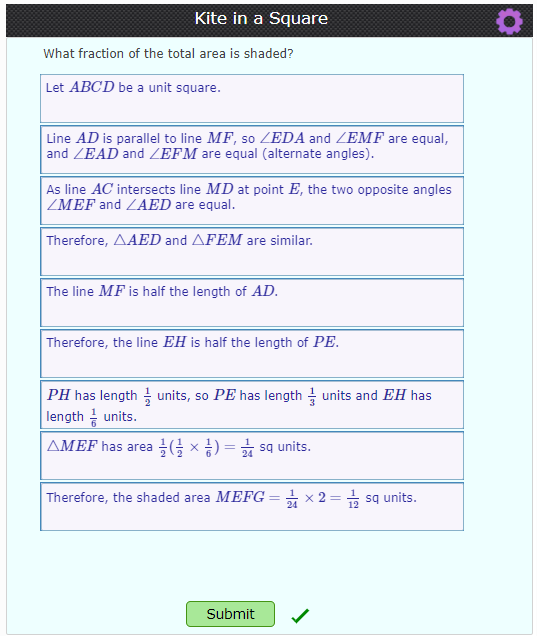 Kite in a Square
What fraction of the total area is shaded?
Let ABCD be a unit square.
Line AD is parallel to line MF, so ∠EDA and ∠EMF are equal,
and ∠EAD and ∠EFM are equal (alternate angles).
As line AC intersects line MD at point E, the two opposite angles
∠MEF and ∠AED are equal.
Therefore, △AED and △FEM are similar.
The line MF is half the length of AD.
Therefore, the line EH is half the length of PE.
PH has length 1/2 units, so PE has length 1/3 units and EH has
length 1/6 units.
△MEF has area 1/2(1/2 × 1/6) = 1/24 sq units.
Therefore, the shaded area MEFG = 1/24 × 2 = 1/12 sq units.
Submit